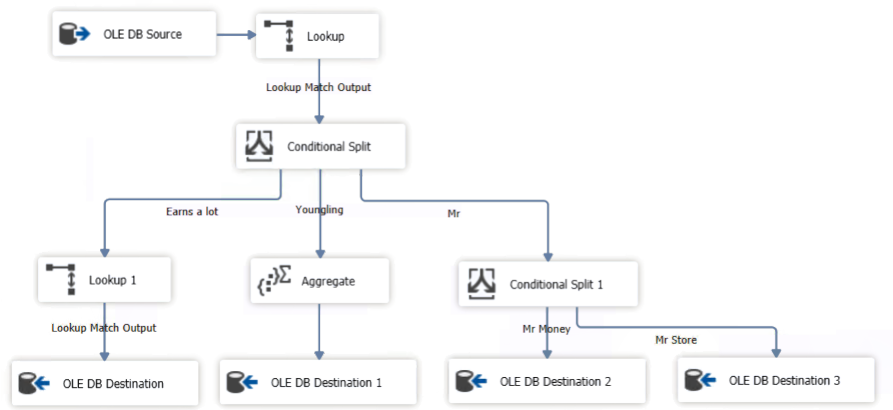 OLE DB Source
Lookup
Lookup Match Output
Conditional Split
Earns a lot
Youngling
Mr
Lookup 1
Aggregate
Conditional Split 1
Lookup Match Output
Mr Money
Mr Store
OLE DB Destination
OLE DB Destination 1
OLE DB Destination 2
OLE DB Destination 3